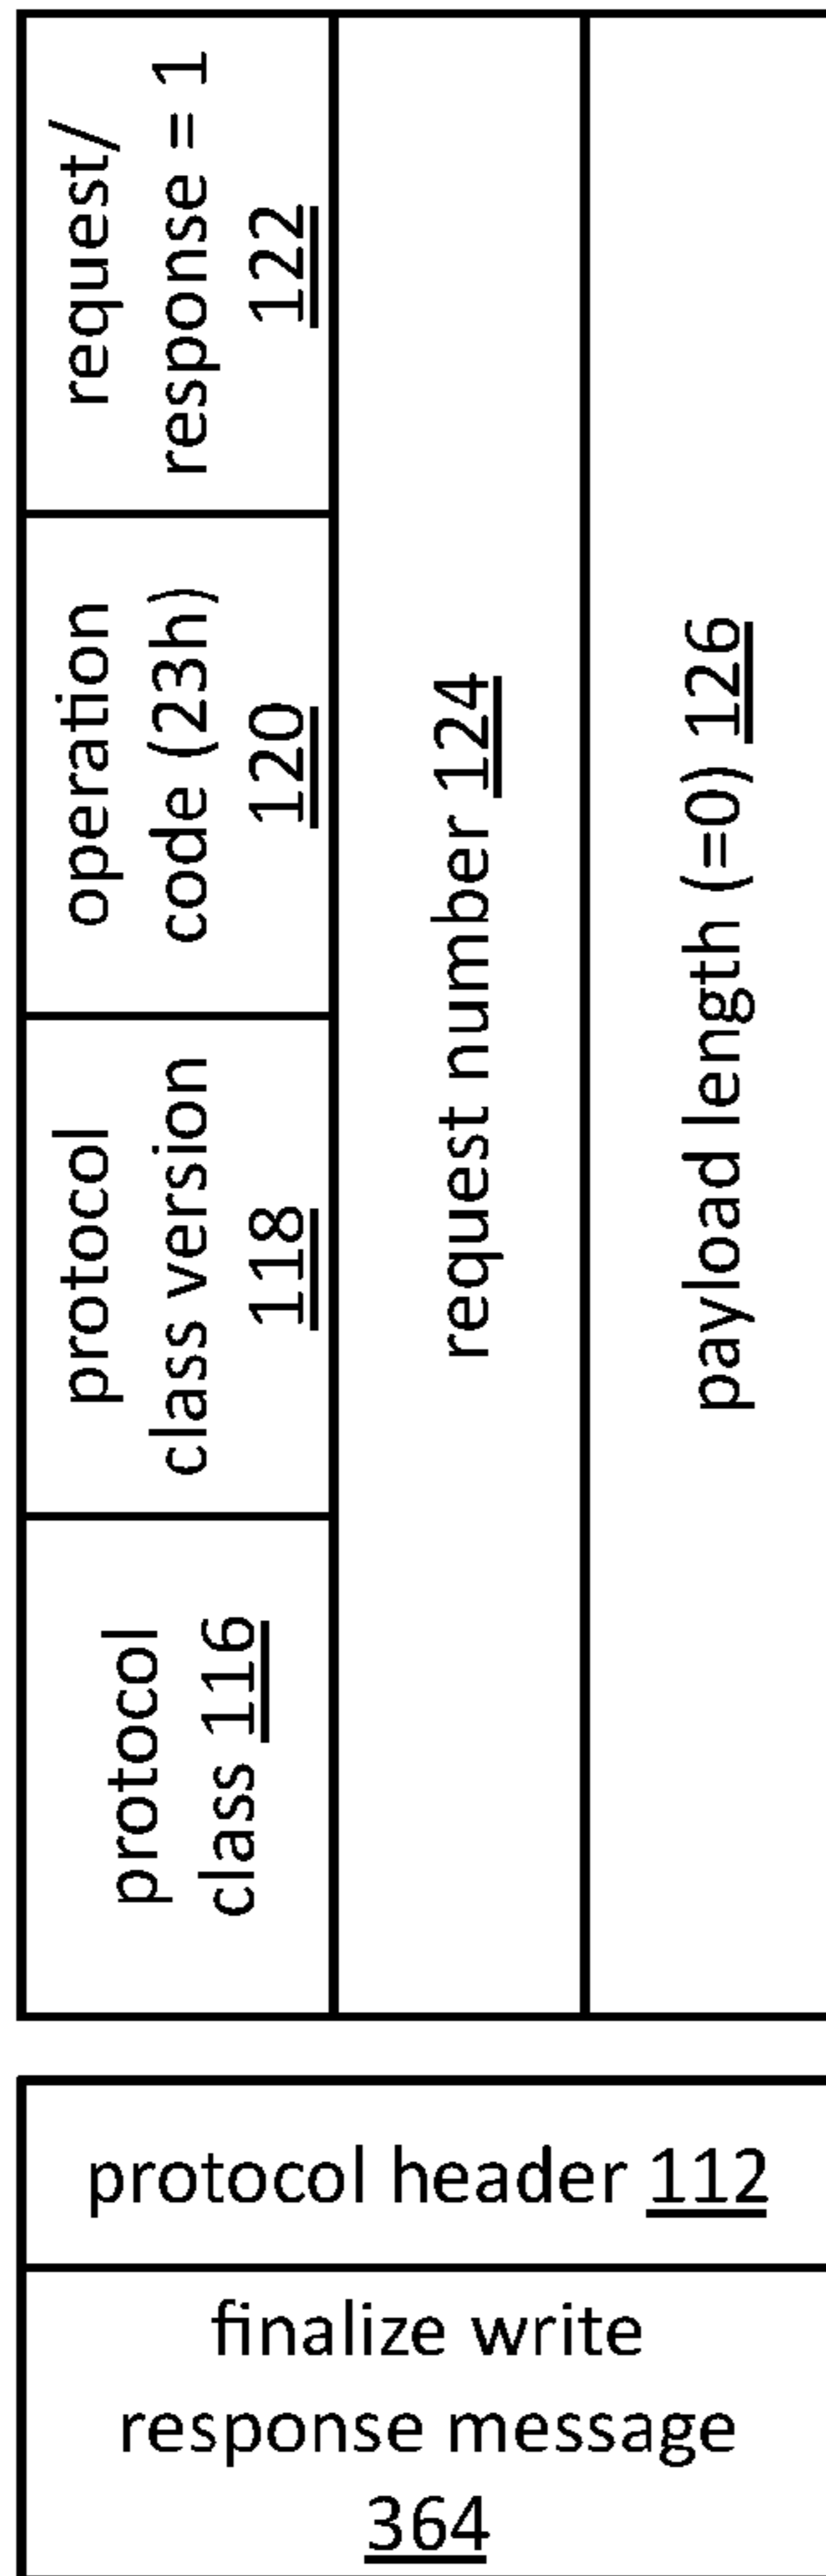 protocol
class 116
protocol
class version
118
operation
code (23h)
120
request/
response = 1
122
request number 124
payload length (=0) 126
protocol header 112
finalize write
response message
364